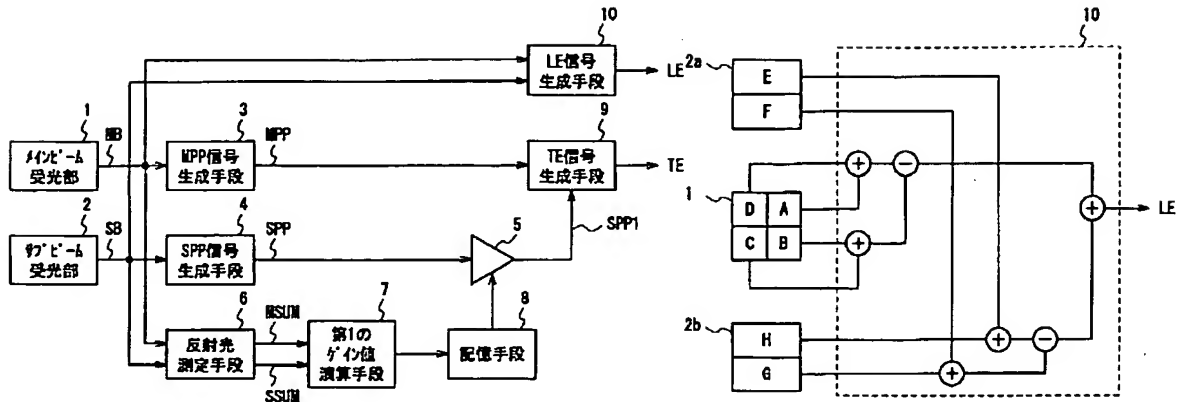 10
LE信号
生成手段
LE
1
MB
メインビーム
受光部
3
MPP
MPP信号
生成手段
9
TE信号
生成手段
TE
2
SB
サブビーム
受光部
4
SPP
SPP信号
生成手段
5
SPP1
6
MSUM
反射光
測定手段
SSUM
7
第1の
ゲイン値
演算手段
8
記憶手段
10
2a
E
F
1
D A
C B
LE
2b
H
G